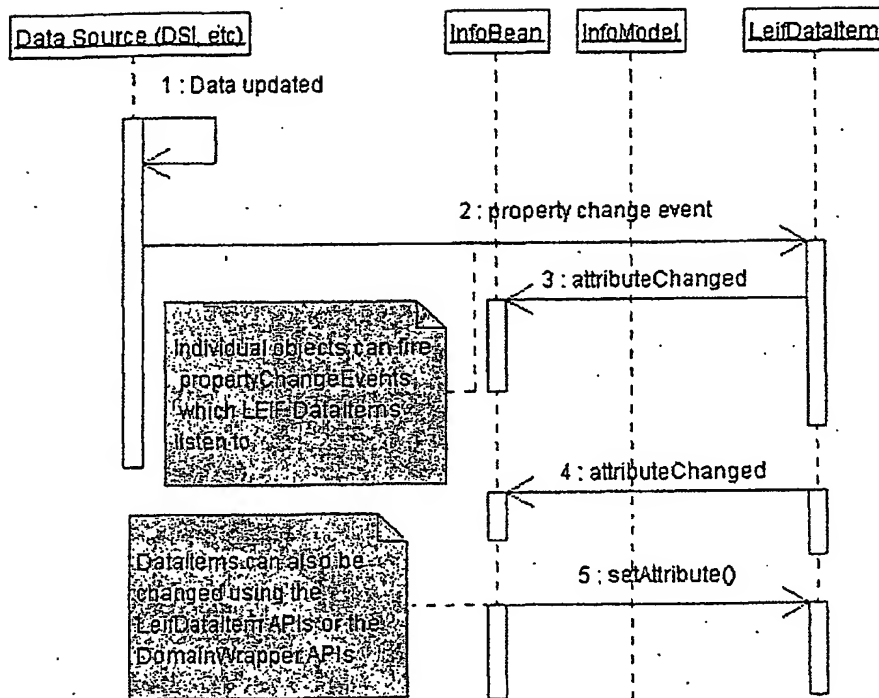 Data Source (DSI, etc)
InfoBean
InfoModel
LeifDataItem
1 : Data updated
2 : property change event
3 : attributeChanged
Individual objects can fire
propertyChangeEvents
which LEIF DataItems
listen to
4 : attributeChanged
DataItems can also be
changed using the
LeifDataItem APIs or the
DomainWrapper APIs
5 : setAttribute()